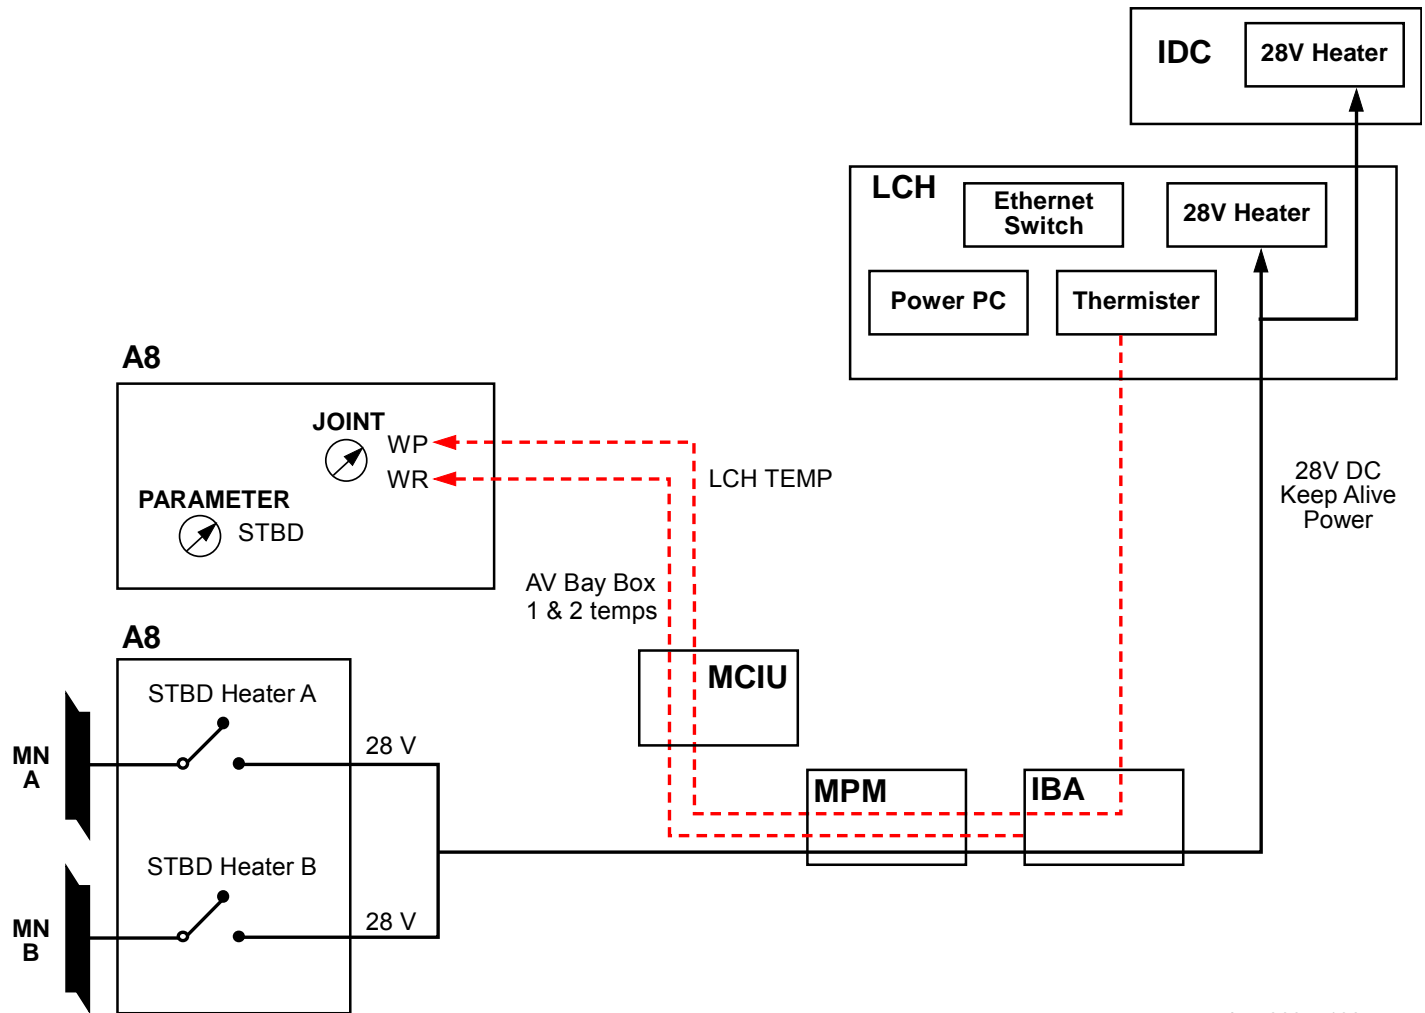 IDC
28V Heater
LCH
Ethernet
Switch
28V Heater
Power PC
Thermister
A8
JOINT
WP
WR
PARAMETER
STBD
LCH TEMP
28V DC
Keep Alive
Power
AV Bay Box
1 & 2 temps
A8
STBD Heater A
MCIU
MN
A
28 V
MPM
IBA
STBD Heater B
MN
B
28 V